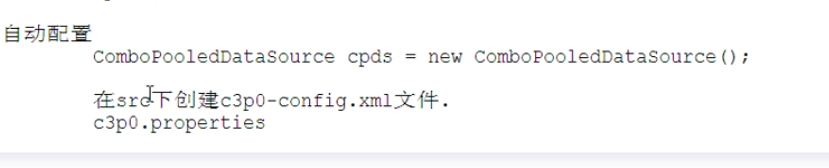 自动配置
ComboPooledDataSource cpds = new ComboPooledDataSource();
在src下创建c3p0-config.xml文件.
c3p0.properties